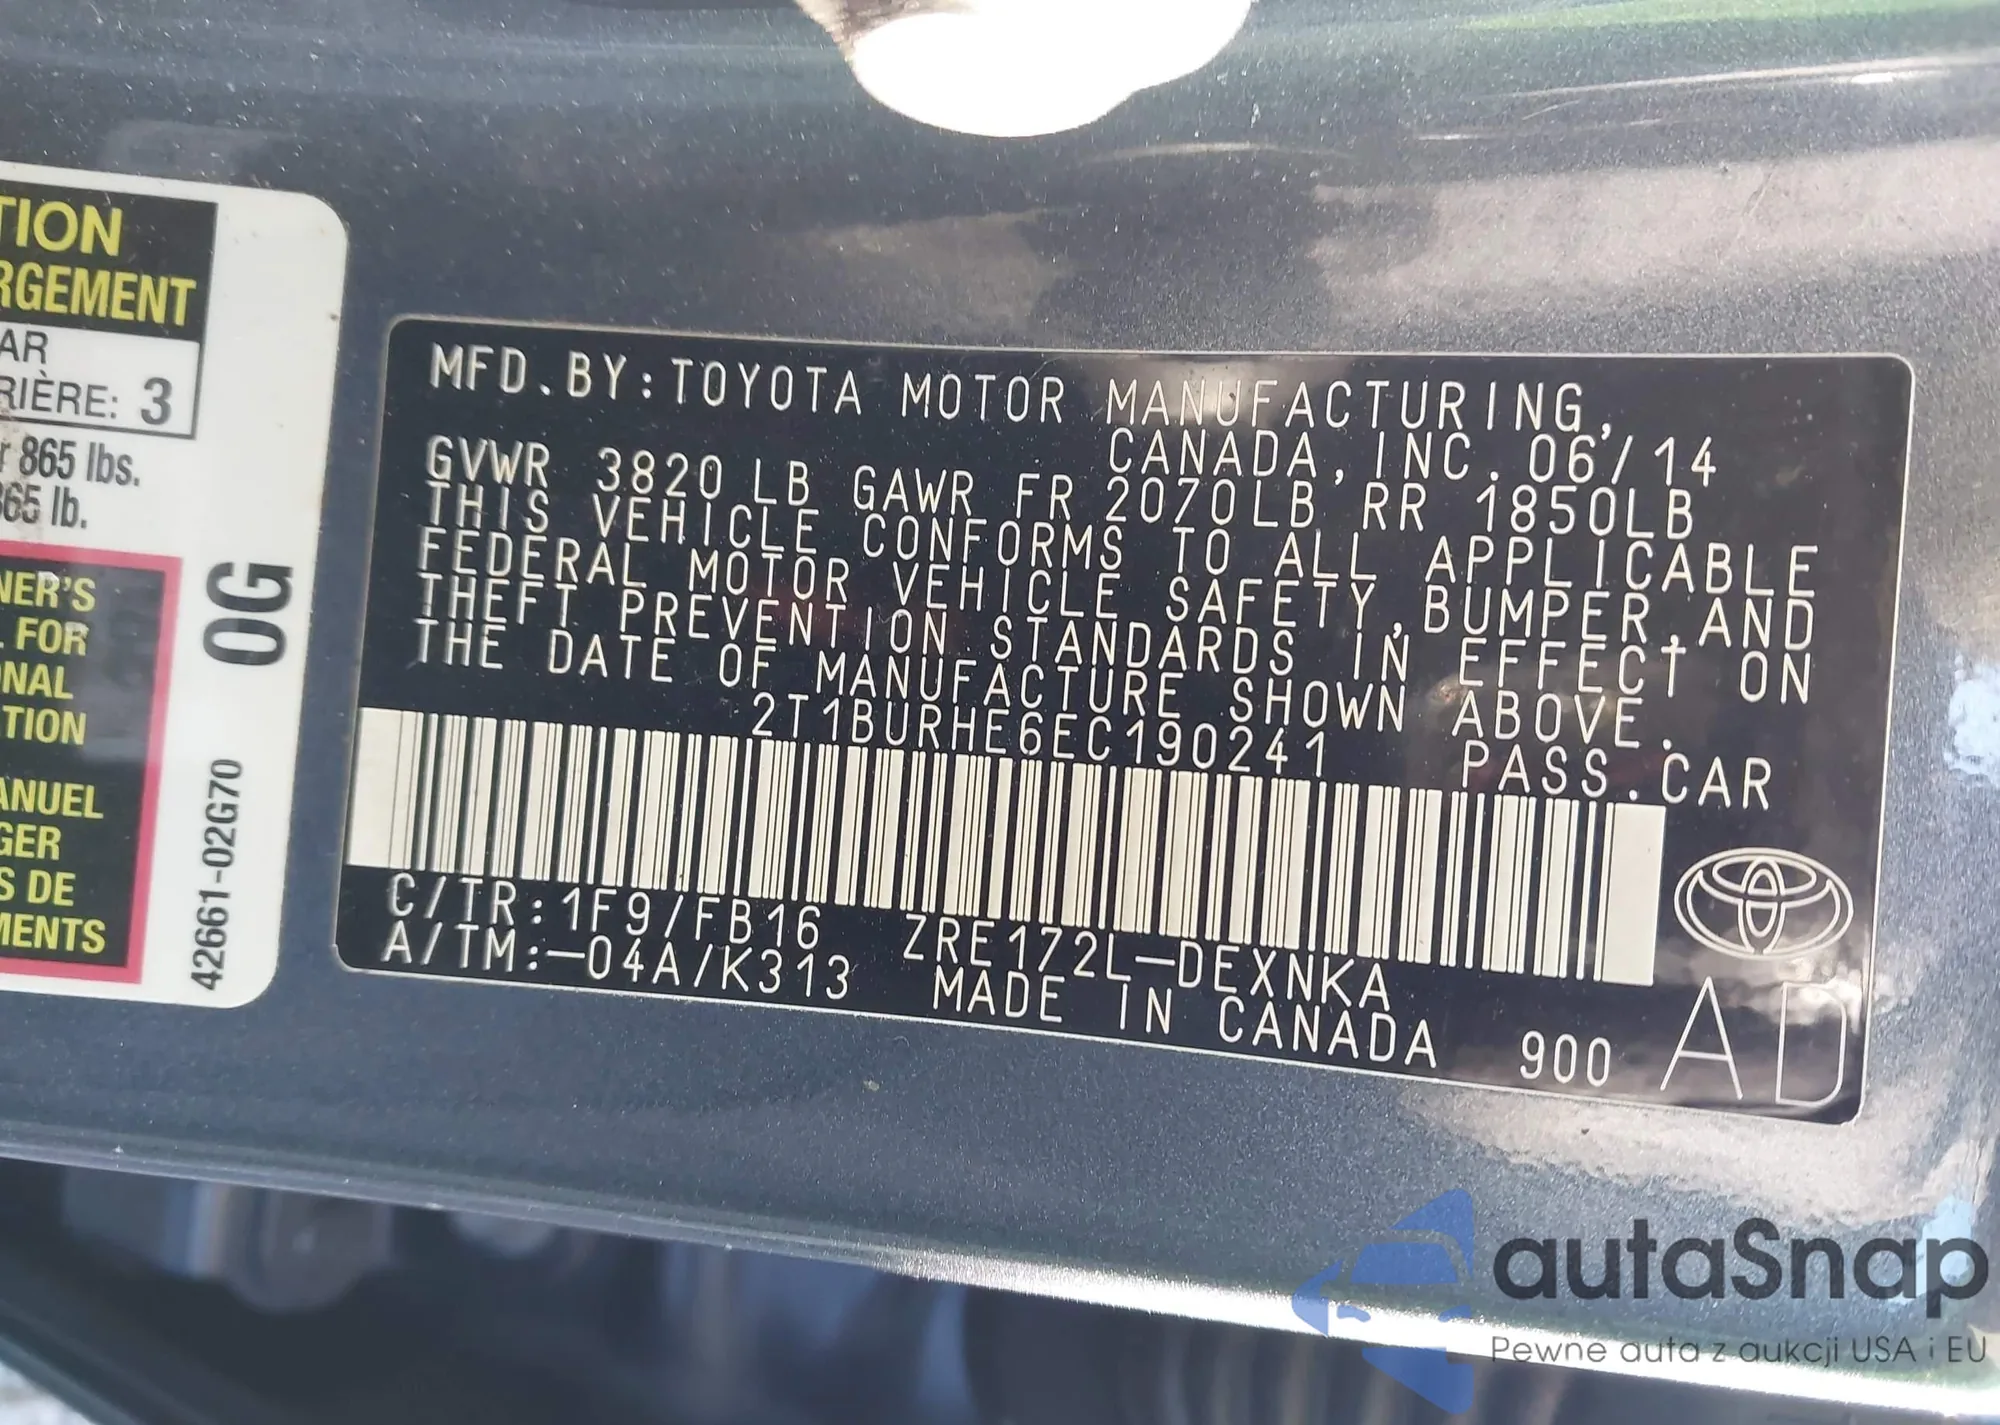 TION
RGEMENT
AR
RIÈRE: 3
r 865 lbs.
865 lb.
NER'S
L FOR
NAL
TION
ANUEL
GER
S DE
MENTS
0G
42661-02G70
MFD.BY:TOYOTA MOTOR MANUFACTURING,
CANADA, INC. 06/14
GVWR 3820 LB GAWR FR 2070LB RR 1850LB
THIS VEHICLE CONFORMS TO ALL APPLICABLE
FEDERAL MOTOR VEHICLE SAFETY, BUMPER, AND
THEFT PREVENTION STANDARDS IN EFFECT ON
THE DATE OF MANUFACTURE SHOWN ABOVE.
2T1BURHE6EC190241 PASS.CAR
C/TR:1F9/FB16 ZRE172L-DEXNKA
A/TM:-04A/K313 MADE IN CANADA 900 AD
autaSnap
Pewne auta z aukcji USA i EU